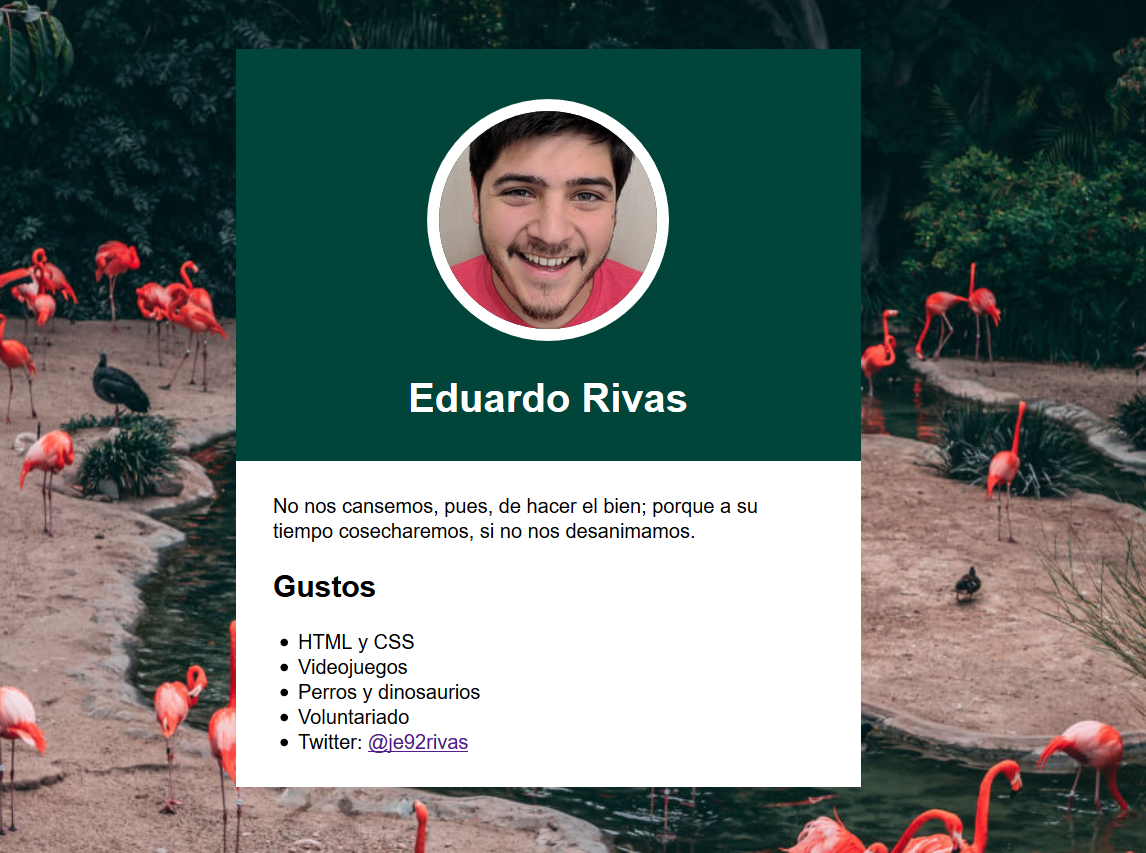 Eduardo Rivas
No nos cansemos, pues, de hacer el bien; porque a su
tiempo cosecharemos, si no nos desanimamos.
Gustos
HTML y CSS
Videojuegos
Perros y dinosaurios
Voluntariado
Twitter: @je92rivas